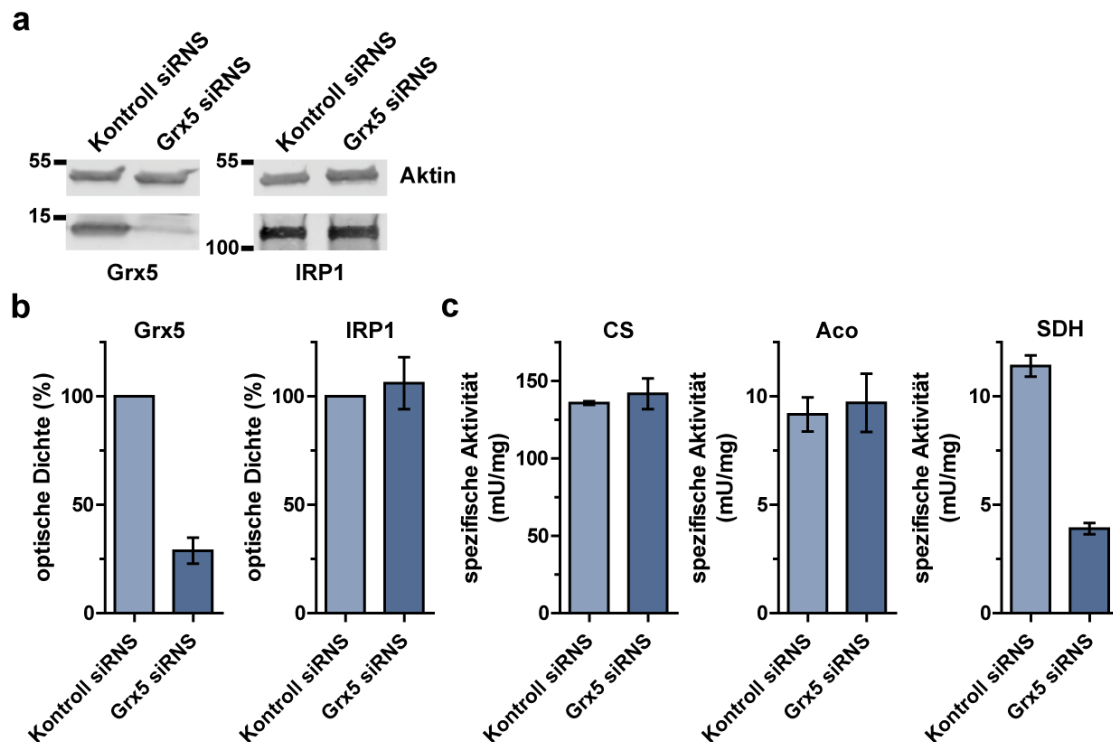 a
Kontroll siRNS
Grx5 siRNS
Kontroll siRNS
Grx5 siRNS
55
55
Aktin
15
100
Grx5
IRP1
b
Grx5
optische Dichte (%)
100
50
0
Kontroll siRNS
Grx5 siRNS
IRP1
optische Dichte (%)
100
50
0
Kontroll siRNS
Grx5 siRNS
c
CS
spezifische Aktivität
(mU/mg)
150
100
50
0
Kontroll siRNS
Grx5 siRNS
Aco
spezifische Aktivität
(mU/mg)
10
5
0
Kontroll siRNS
Grx5 siRNS
SDH
spezifische Aktivität
(mU/mg)
10
5
0
Kontroll siRNS
Grx5 siRNS